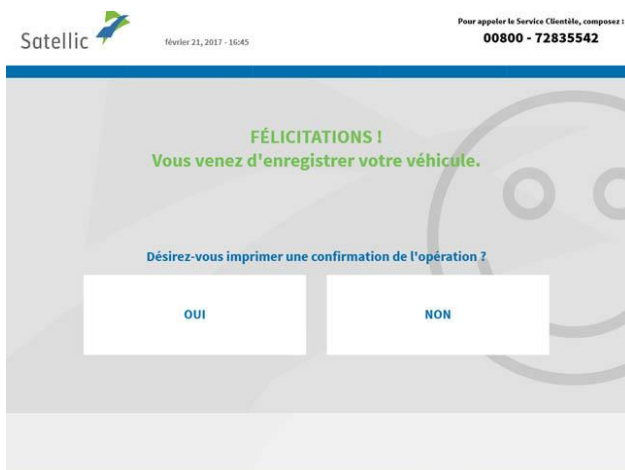 Satellic
février 21, 2017 - 16:45
Pour appeler le Service Clientèle, composez :
00800 - 72835542
FÉLICITATIONS !
Vous venez d'enregistrer votre véhicule.
Désirez-vous imprimer une confirmation de l'opération ?
OUI
NON